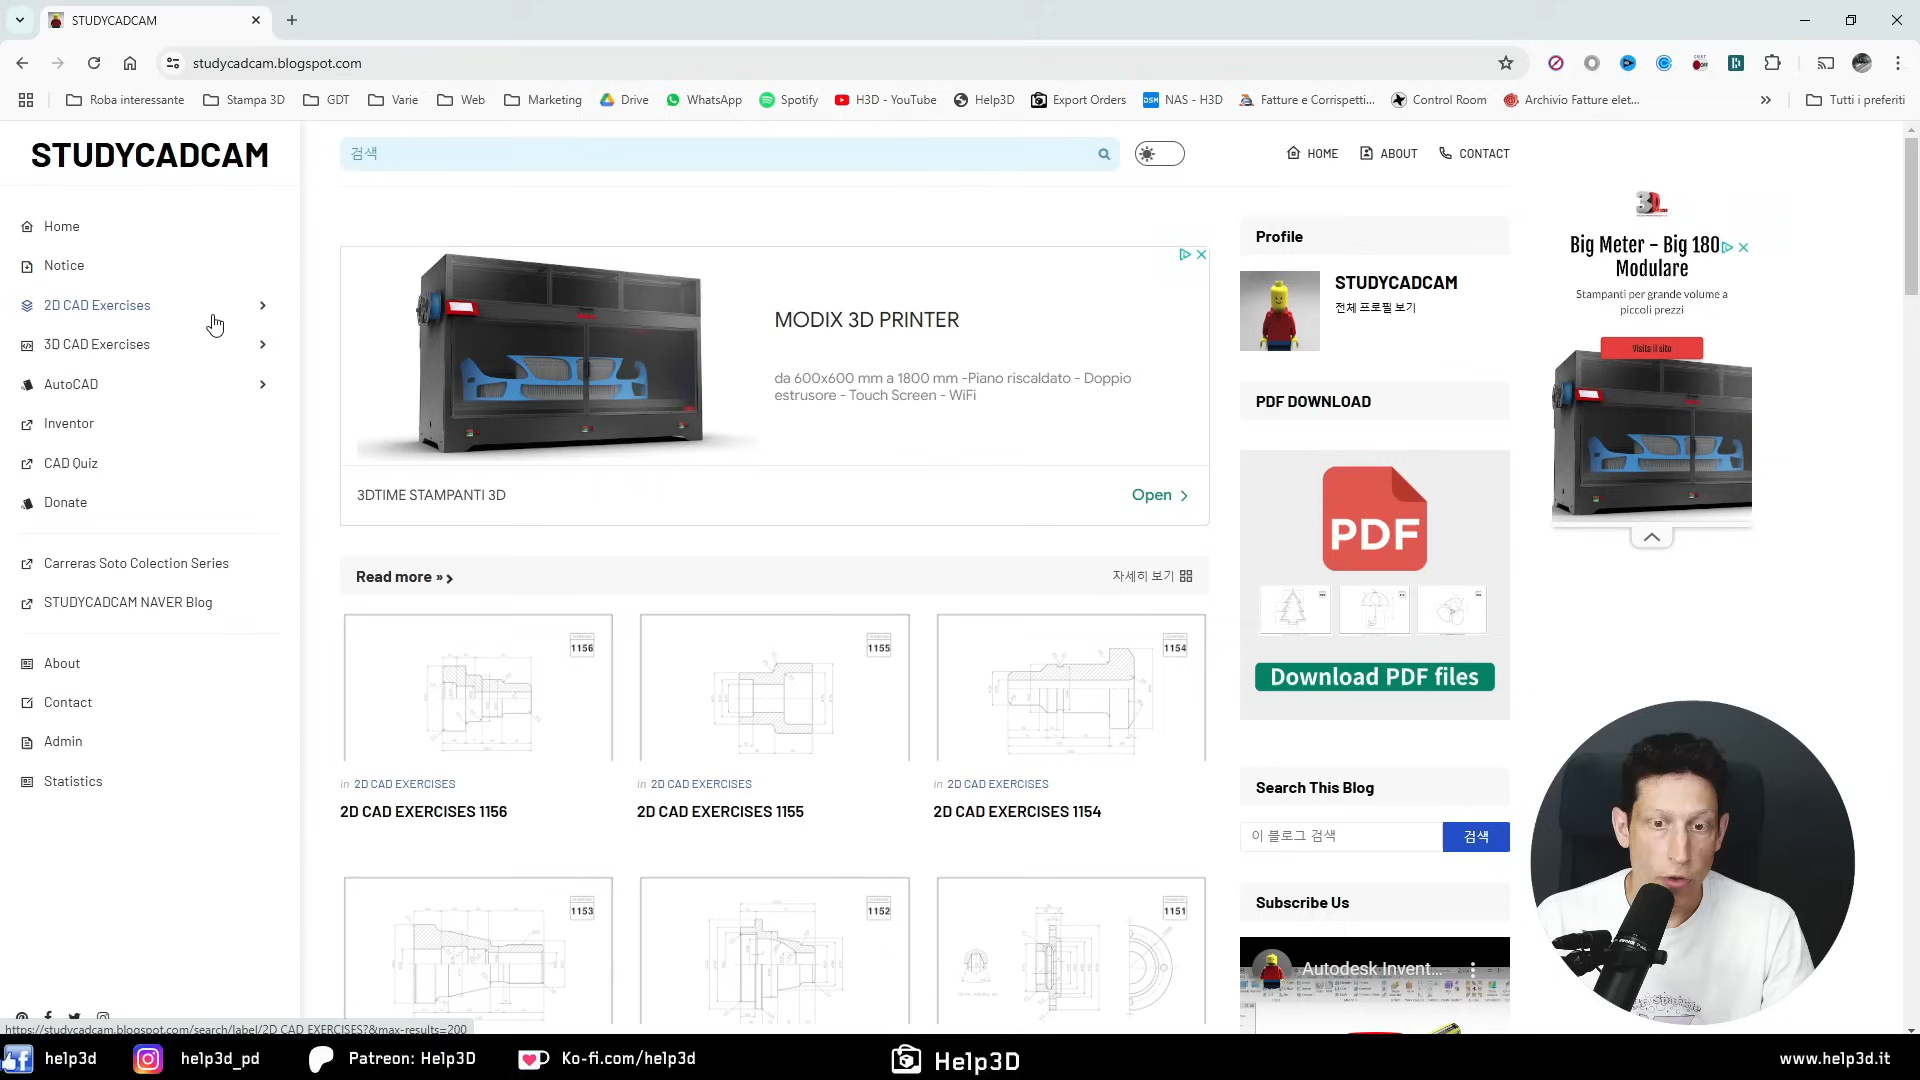 STUDYCADCAM
studycadcam.blogspot.com
Roba interessante
Stampa 3D
GDT
Varie
Web
Marketing
Drive
WhatsApp
Spotify
H3D - YouTube
Help3D
Export Orders
NAS - H3D
Fatture e Corrispetti...
Control Room
Archivio Fatture elet...
»
Tutti i preferiti
STUDYCADCAM
검색
HOME
ABOUT
CONTACT
Home
Notice
2D CAD Exercises
3D CAD Exercises
AutoCAD
Inventor
CAD Quiz
Donate
Carreras Soto Colection Series
STUDYCADCAM NAVER Blog
About
Contact
Admin
Statistics
MODIX 3D PRINTER
da 600x600 mm a 1800 mm -Piano riscaldato - Doppio
estrusore - Touch Screen - WiFi
3DTIME STAMPANTI 3D
Open
Read more »
자세히 보기
1156
1155
1154
in 2D CAD EXERCISES
in 2D CAD EXERCISES
in 2D CAD EXERCISES
2D CAD EXERCISES 1156
2D CAD EXERCISES 1155
2D CAD EXERCISES 1154
1153
1152
1151
Profile
STUDYCADCAM
전체 프로필 보기
PDF DOWNLOAD
PDF
Download PDF files
Search This Blog
이 블로그 검색
검색
Subscribe Us
Autodesk Invent...
3D
Big Meter – Big 180
Modulare
Stampanti per grande volume a
piccoli prezzi
Visita il sito
https://studycadcam.blogspot.com/search/label/2D CAD EXERCISES?&max-results=200
help3d
help3d_pd
Patreon: Help3D
Ko-fi.com/help3d
Help3D
www.help3d.it